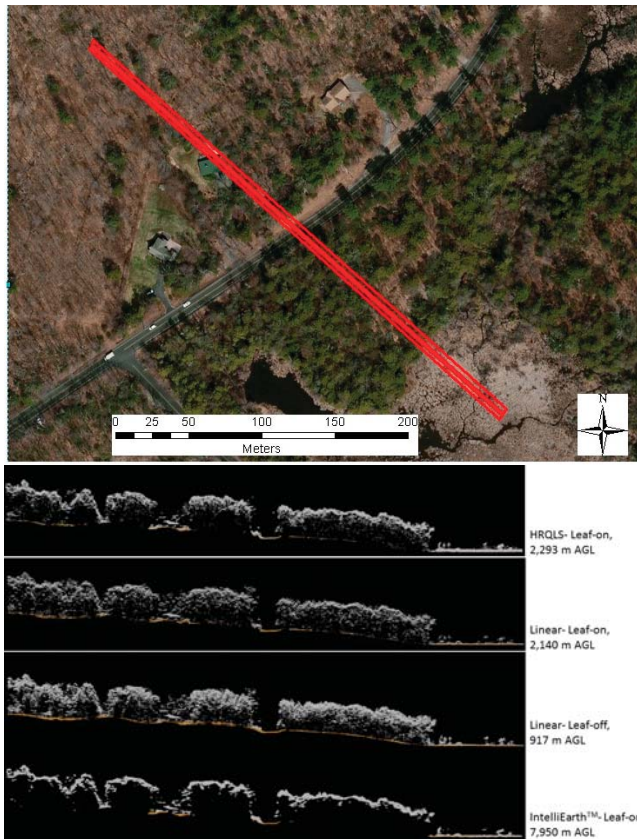 N
0 25 50 100 150 200
Meters
HRQLS- Leaf-on,
2,293 m AGL
Linear- Leaf-on,
2,140 m AGL
Linear- Leaf-off,
917 m AGL
IntelliEarth™- Leaf-o
7,950 m AGL